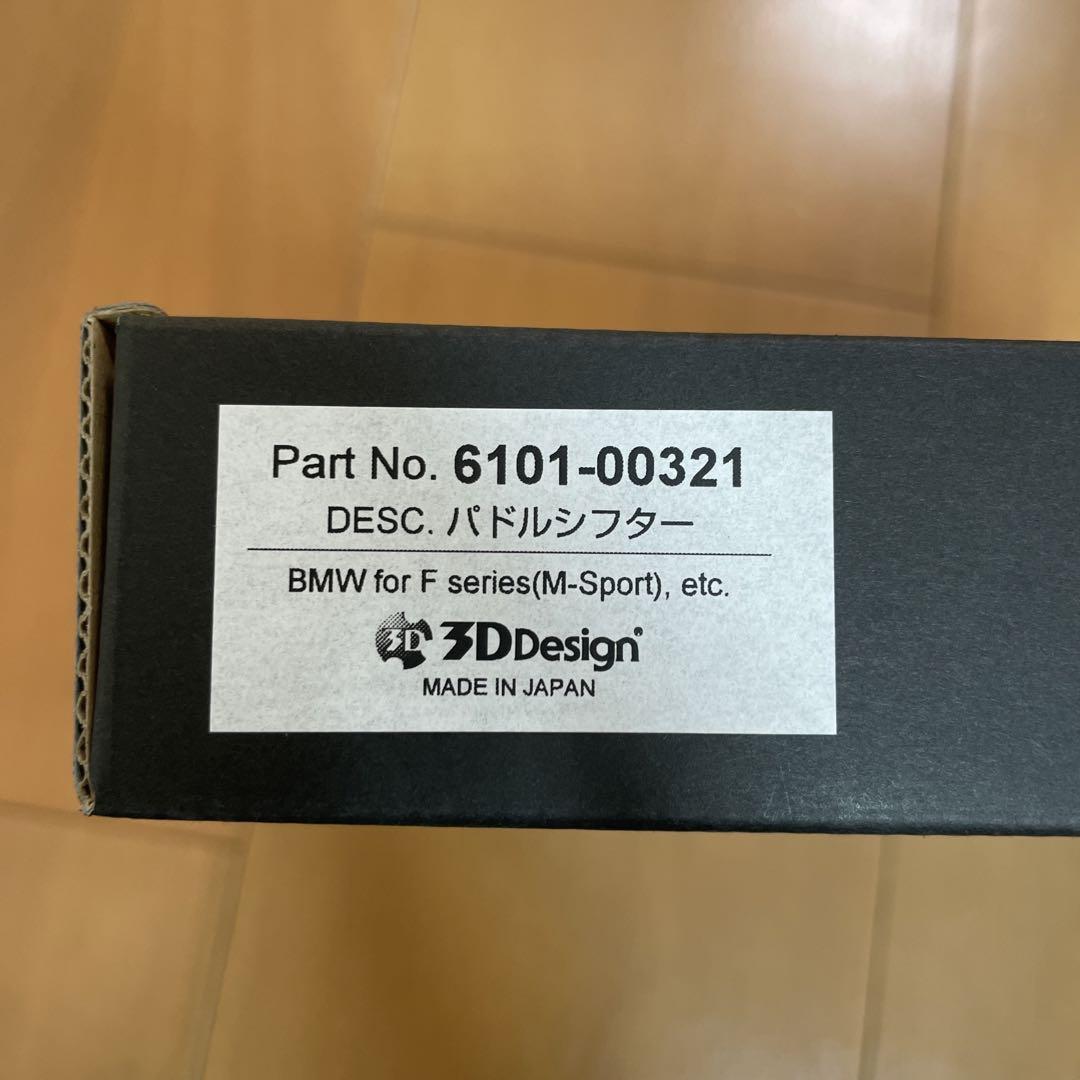 Part No. 6101-00321
DESC. パドルシフター
BMW for F series(M-Sport), etc.
3D 3DDesign®
MADE IN JAPAN